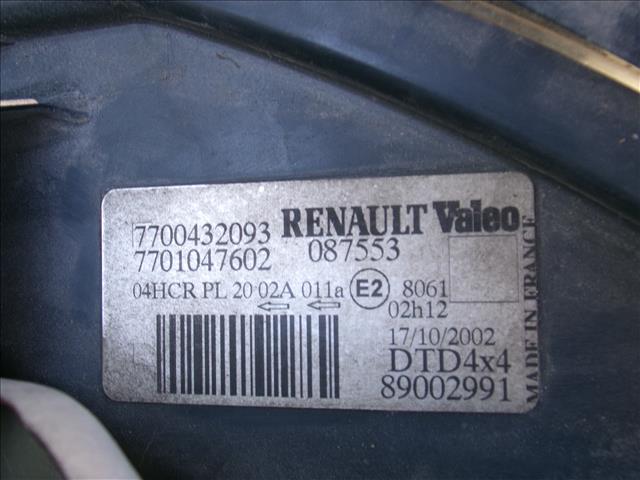 7700432093 RENAULT Valeo
7701047602 087553
04HCR PL 20 02A 011a E2 8061
02h12
17/10/2002
DTD4x4
89002991
MADE IN FRANCE